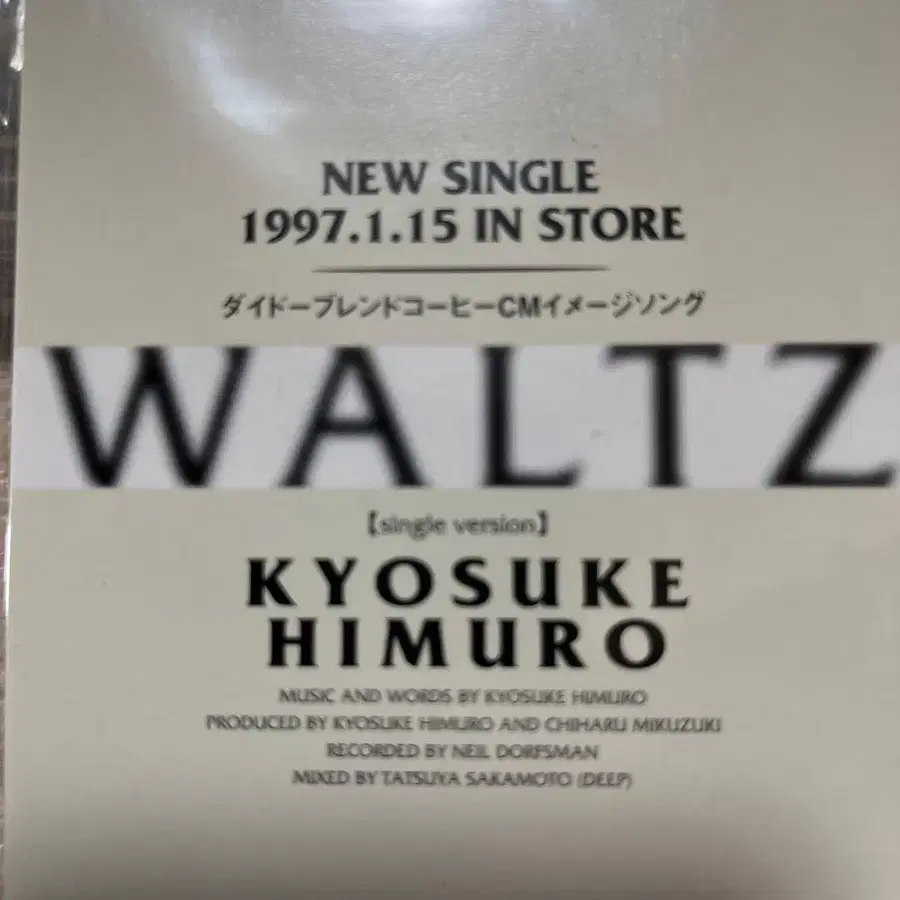 NEW SINGLE
1997.1.15 IN STORE
ダイドーブレンドコーヒーCMイメージソング
WALTZ
【single version】
KYOSUKE
HIMURO
MUSIC AND WORDS BY KYOSUKE HIMURO
PRODUCED BY KYOSUKE HIMURO AND CHIHARU MIKUZUKI
RECORDED BY NEIL DORFSMAN
MIXED BY TATSUYA SAKAMOTO (DEEP)